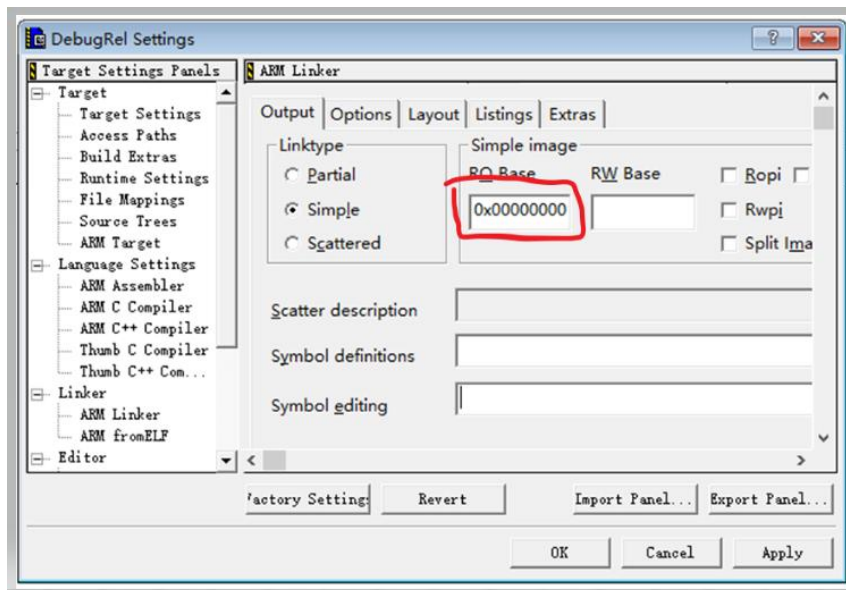 DebugRel Settings
Target Settings Panels
Target
Target Settings
Access Paths
Build Extras
Runtime Settings
File Mappings
Source Trees
ARM Target
Language Settings
ARM Assembler
ARM C Compiler
ARM C++ Compiler
Thumb C Compiler
Thumb C++ Com...
Linker
ARM Linker
ARM fromELF
Editor
ARM Linker
Output Options Layout Listings Extras
Linktype
Partial
Simple
Scattered
Simple image
RO Base RW Base
Ropi
0x00000000
Rwpi
Split Ima
Scatter description
Symbol definitions
Symbol editing
actory Setting
Revert
Import Panel...
Export Panel...
OK Cancel Apply